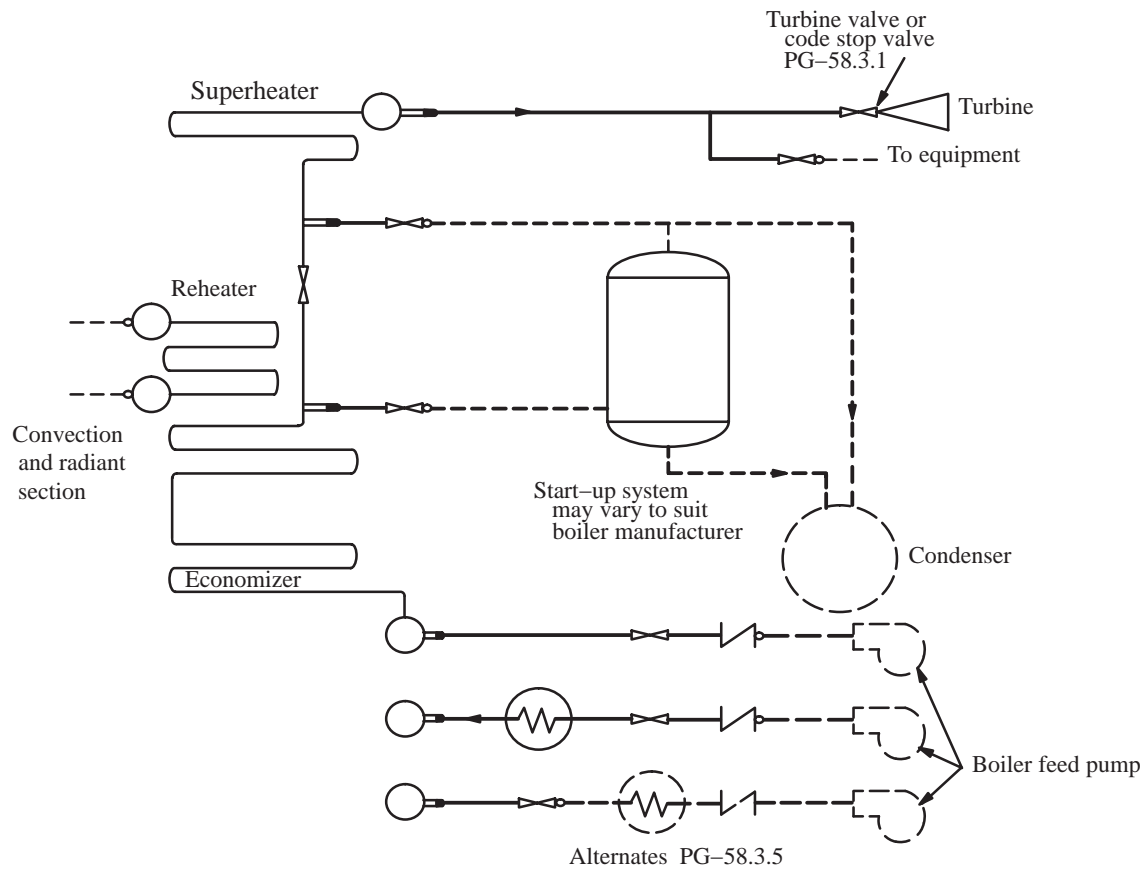 Turbine valve or
code stop valve
PG–58.3.1
Superheater
Turbine
To equipment
Reheater
Convection
and radiant
section
Start–up system
may vary to suit
boiler manufacturer
Condenser
Economizer
Boiler feed pump
Alternates PG–58.3.5